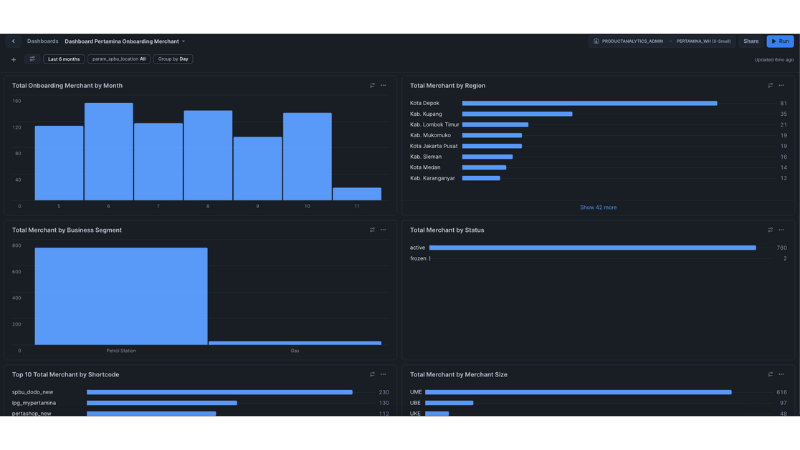 Dashboards Dashboard Pertamina Onboarding Merchant
PRODUCTANALYTICS_ADMIN · PERTAMINA_WH (X-Small) Share Run
Last 6 months param_spbu_location All Group by Day
Updated
Total Onboarding Merchant by Month
160
120
80
40
0
5 6 7 8 9 10 11
Total Merchant by Region
Kota Depok 81
Kab. Kupang 35
Kab. Lombok Timur 21
Kab. Mukomuko 19
Kota Jakarta Pusat 19
Kab. Sleman 16
Kota Medan 14
Kab. Karanganyar 12
Show 42 more
Total Merchant by Business Segment
800
600
400
200
0
Petrol Station Gas
Total Merchant by Status
active 760
frozen 2
Top 10 Total Merchant by Shortcode
spbu_dodo_new 230
lpg_mypertamina 130
pertashop_new 112
Total Merchant by Merchant Size
UME 616
UBE 97
UKE 48